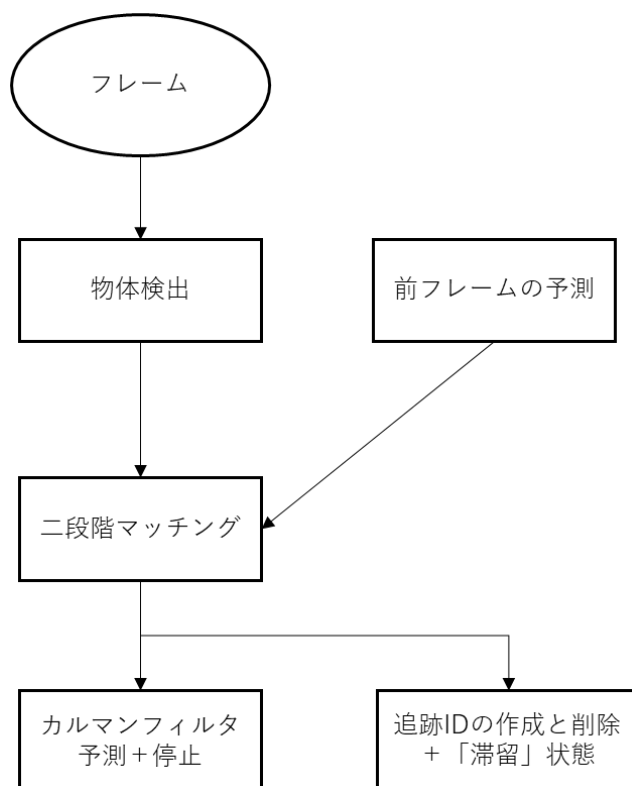 フレーム
物体検出
前フレームの予測
二段階マッチング
カルマンフィルタ
予測＋停止
追跡IDの作成と削除
＋「滞留」状態